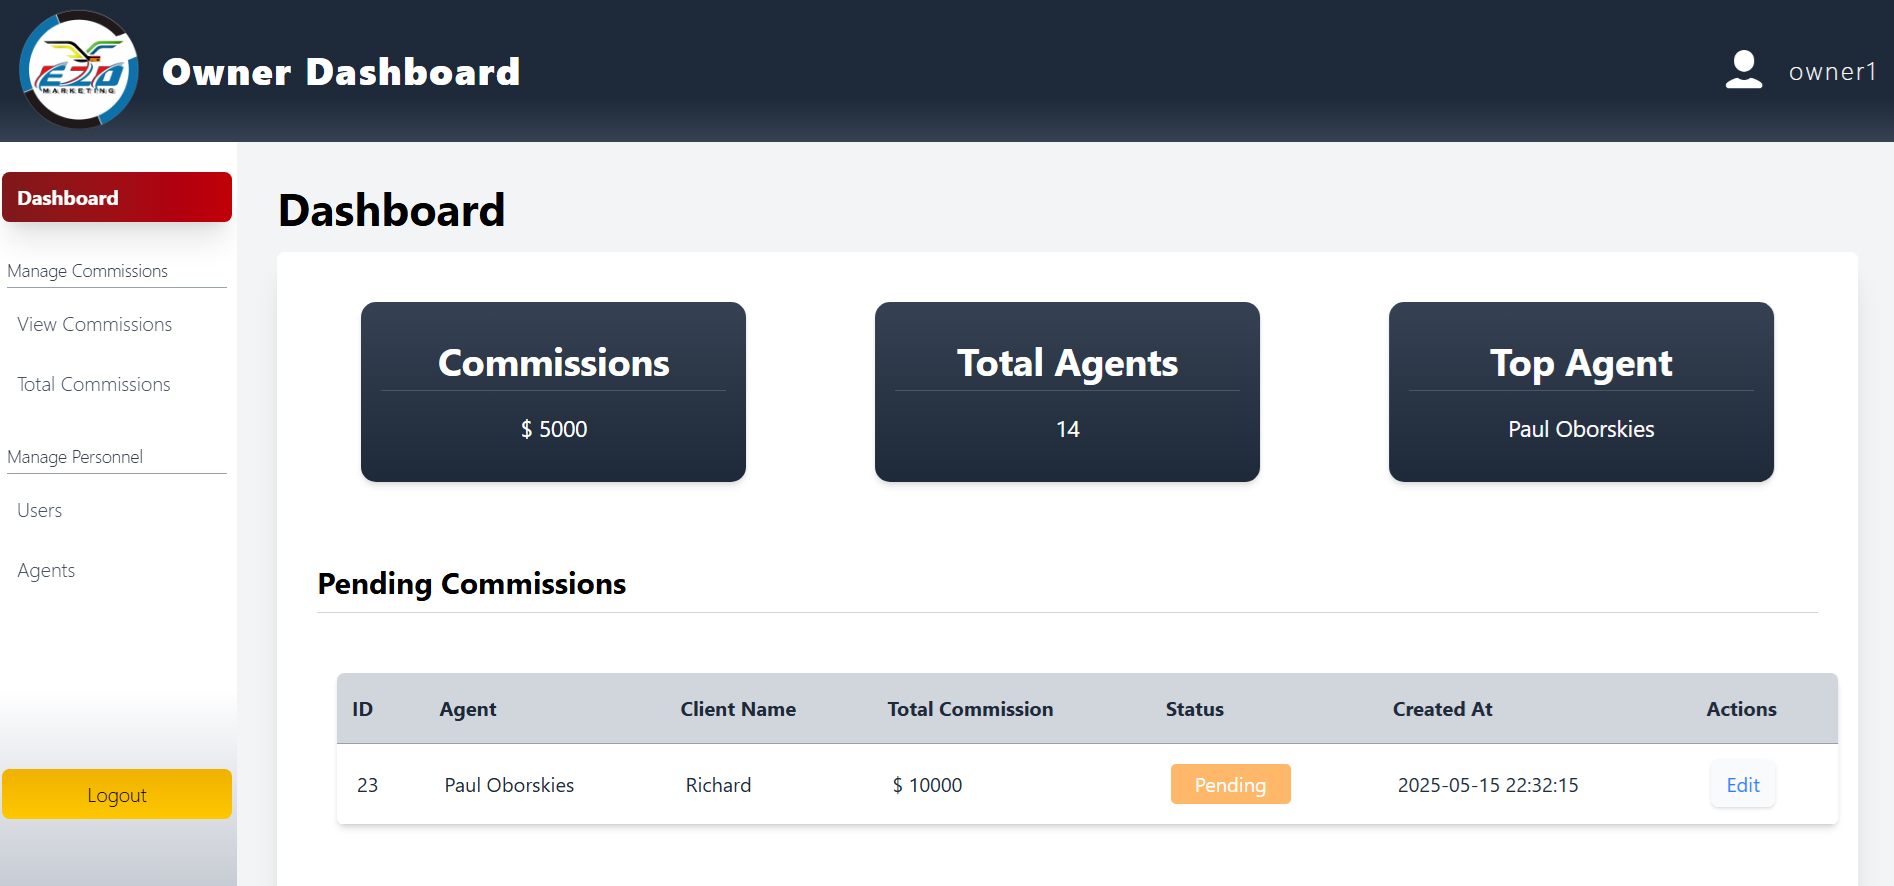 E2O
MARKETING
Owner Dashboard
owner1
Dashboard
Manage Commissions
View Commissions
Total Commissions
Manage Personnel
Users
Agents
Logout
Dashboard
Commissions
$ 5000
Total Agents
14
Top Agent
Paul Oborskies
Pending Commissions
ID Agent Client Name Total Commission Status Created At Actions
23 Paul Oborskies Richard $ 10000 Pending 2025-05-15 22:32:15 Edit